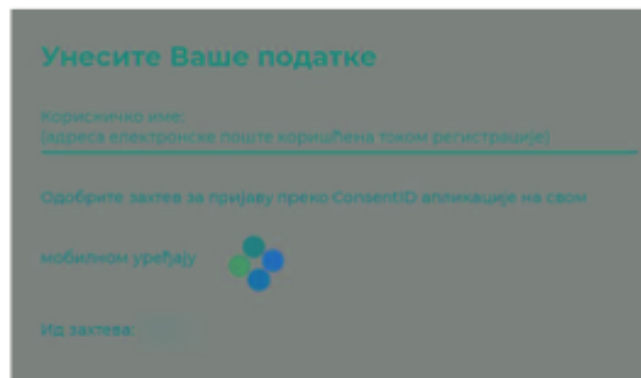 Унесите Ваше податке
Корисничко име:
(адреса електронске поште коришћена током регистрације)
Одобрите захтев за пријаву преко ConsentID апликације на свом
мобилном уређају
Ид захтева: